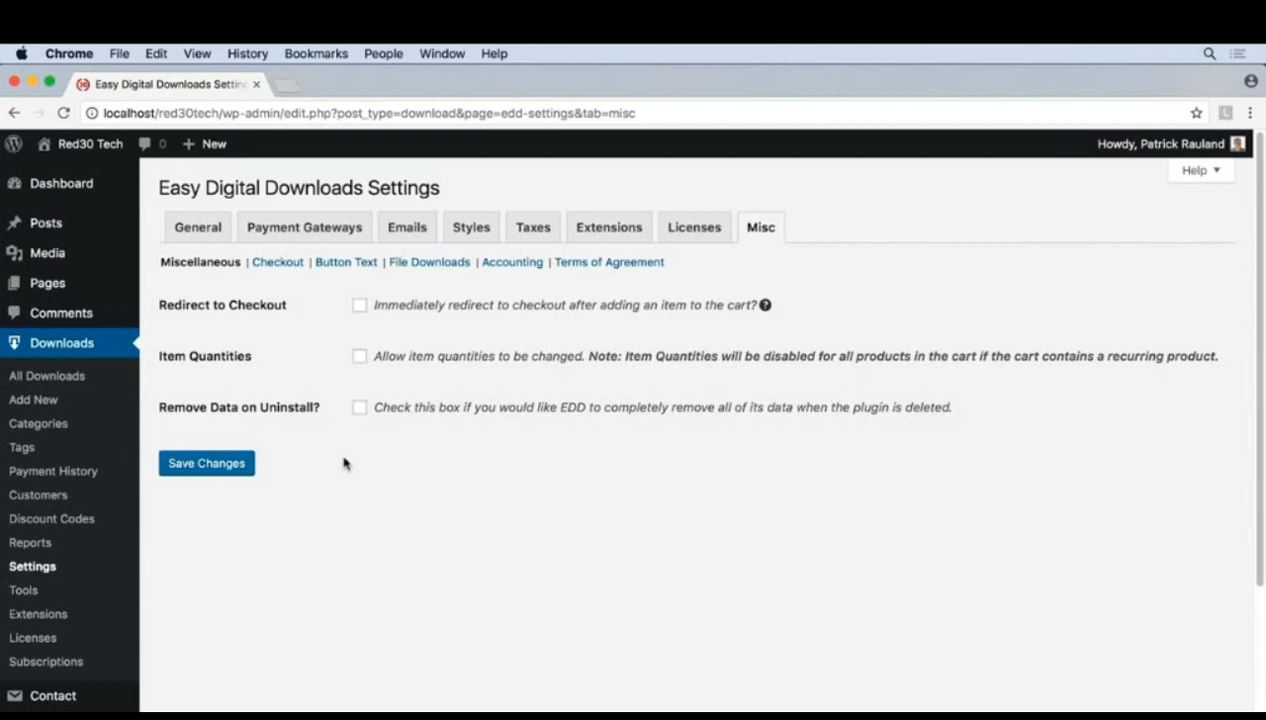 Chrome File Edit View History Bookmarks People Window Help
Easy Digital Downloads Settin
localhost/red30tech/wp-admin/edit.php?post_type=download&page=edd-settings&tab=misc
Red30 Tech 0 New Howdy, Patrick Rauland
Help
Dashboard
Posts
Media
Pages
Comments
Downloads
All Downloads
Add New
Categories
Tags
Payment History
Customers
Discount Codes
Reports
Settings
Tools
Extensions
Licenses
Subscriptions
Contact
Easy Digital Downloads Settings
General Payment Gateways Emails Styles Taxes Extensions Licenses Misc
Miscellaneous | Checkout | Button Text | File Downloads | Accounting | Terms of Agreement
Redirect to Checkout Immediately redirect to checkout after adding an item to the cart? ?
Item Quantities Allow item quantities to be changed. Note: Item Quantities will be disabled for all products in the cart if the cart contains a recurring product.
Remove Data on Uninstall? Check this box if you would like EDD to completely remove all of its data when the plugin is deleted.
Save Changes